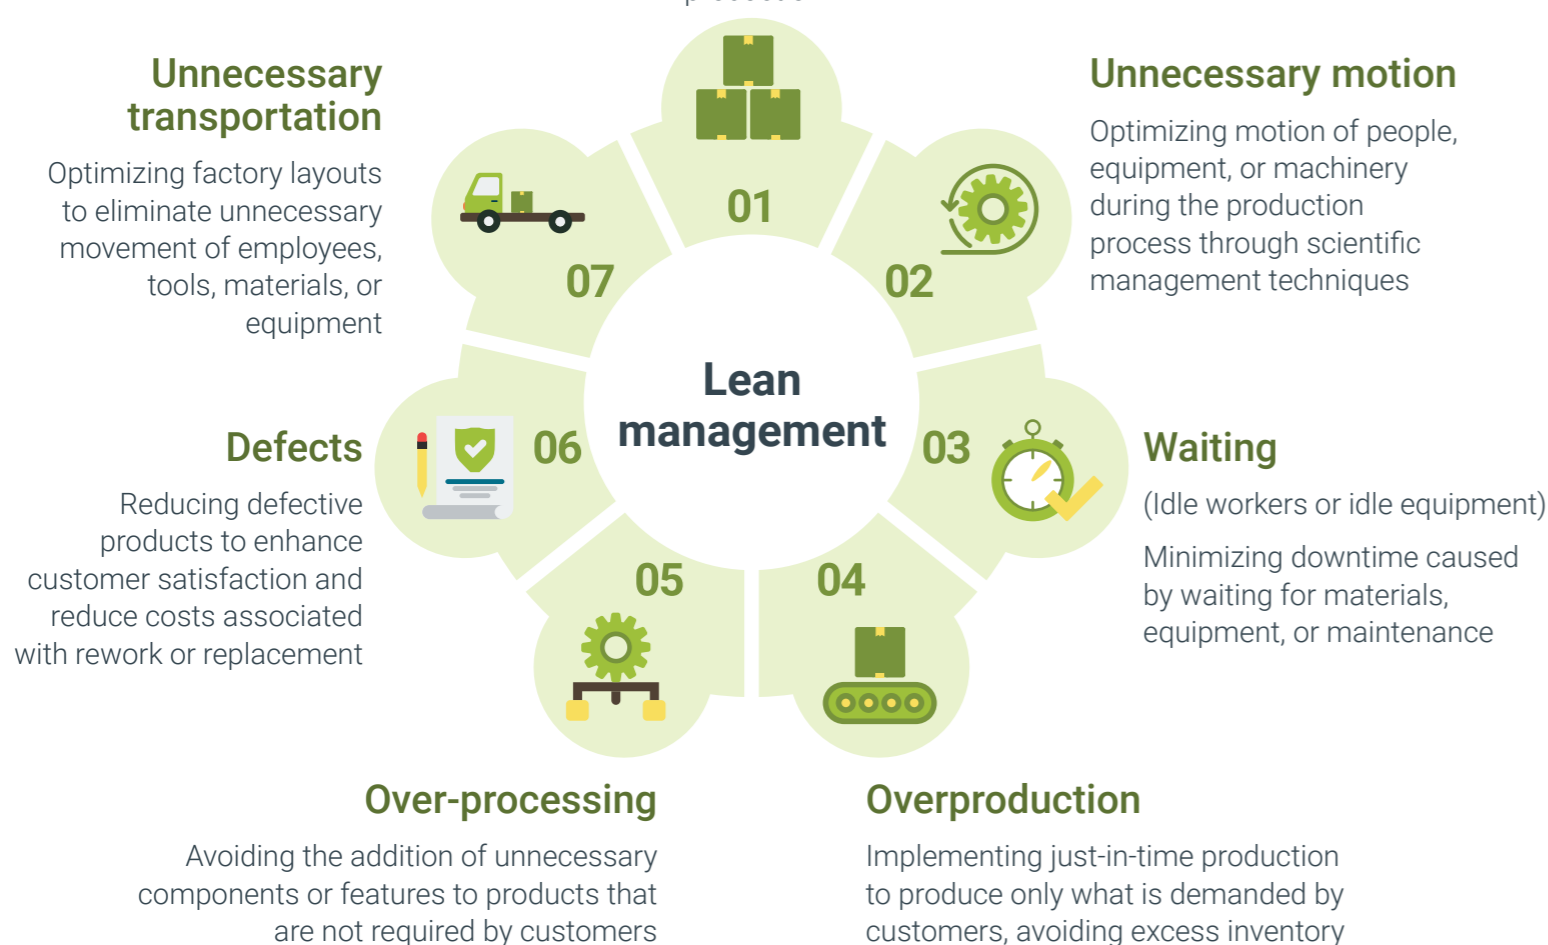 01
Unnecessary motion
Optimizing motion of people,
equipment, or machinery
during the production
process through scientific
management techniques
02
Waiting
(Idle workers or idle equipment)
Minimizing downtime caused
by waiting for materials,
equipment, or maintenance
03
Overproduction
Implementing just-in-time production
to produce only what is demanded by
customers, avoiding excess inventory
04
Over-processing
Avoiding the addition of unnecessary
components or features to products that
are not required by customers
05
Defects
Reducing defective
products to enhance
customer satisfaction and
reduce costs associated
with rework or replacement
06
Unnecessary
transportation
Optimizing factory layouts
to eliminate unnecessary
movement of employees,
tools, materials, or
equipment
07
Lean
management